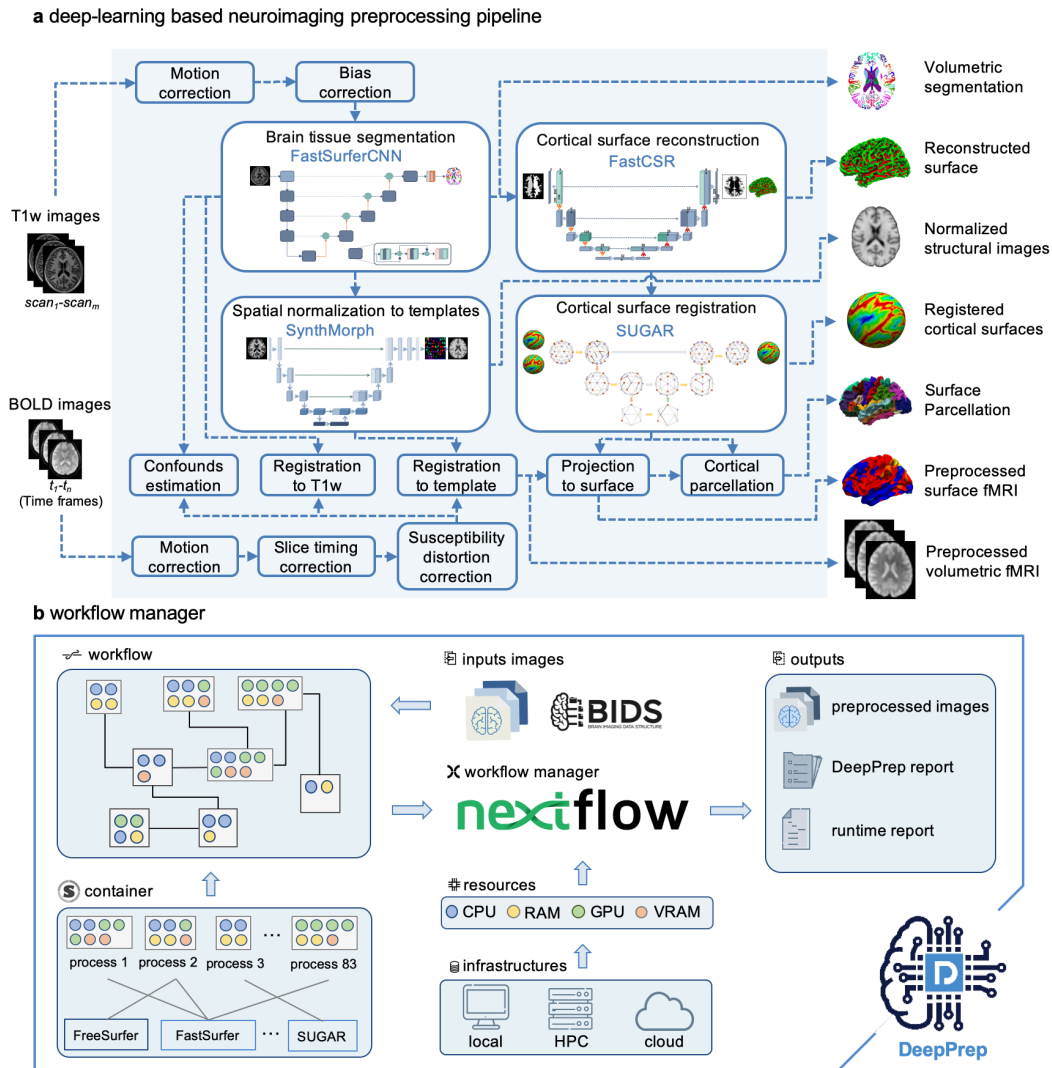 a deep-learning based neuroimaging preprocessing pipeline
Motion
correction
Bias
correction
Volumetric
segmentation
Brain tissue segmentation
FastSurferCNN
Cortical surface reconstruction
FastCSR
Reconstructed
surface
T1w images
scan1-scanm
Normalized
structural images
Spatial normalization to templates
SynthMorph
Cortical surface registration
SUGAR
Registered
cortical surfaces
BOLD images
t1-tn
(Time frames)
Surface
Parcellation
Confounds
estimation
Registration
to T1w
Registration
to template
Projection
to surface
Cortical
parcellation
Preprocessed
surface fMRI
Motion
correction
Slice timing
correction
Susceptibility
distortion
correction
Preprocessed
volumetric fMRI
b workflow manager
workflow
inputs images
BIDS
BRAIN IMAGING DATA STRUCTURE
outputs
preprocessed images
DeepPrep report
runtime report
workflow manager
nextflow
S container
process 1
process 2
process 3
...
process 83
FreeSurfer
FastSurfer
...
SUGAR
resources
CPU
RAM
GPU
VRAM
infrastructures
local
HPC
cloud
D
DeepPrep